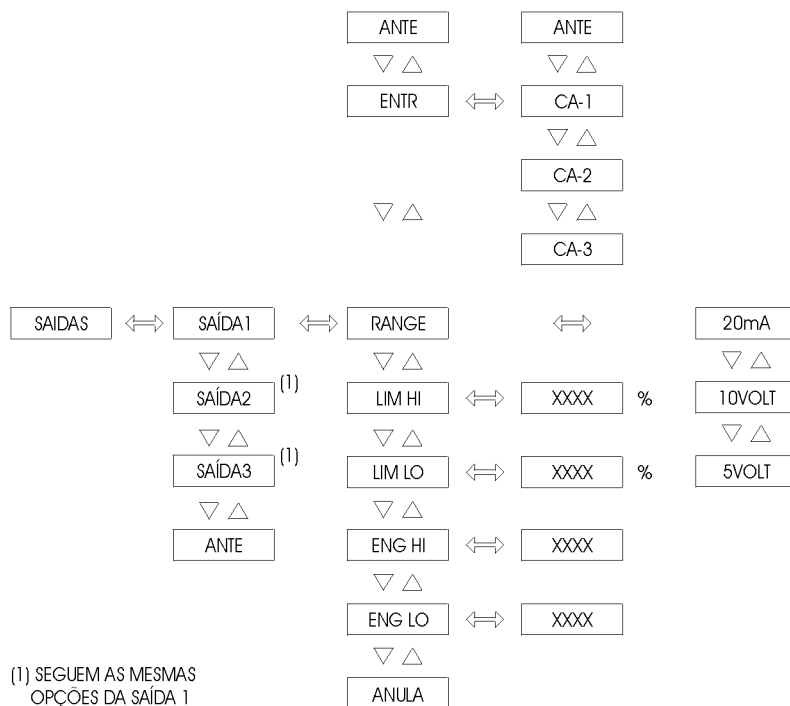 ANTE ANTE
ENTR CA-1
CA-2
CA-3
SAIDAS SAÍDA1 RANGE 20mA
SAÍDA2 (1) LIM HI XXXX % 10VOLT
SAÍDA3 (1) LIM LO XXXX % 5VOLT
ANTE ENG HI XXXX
ENG LO XXXX
(1) SEGUEM AS MESMAS
OPÇÕES DA SAÍDA 1
ANULA